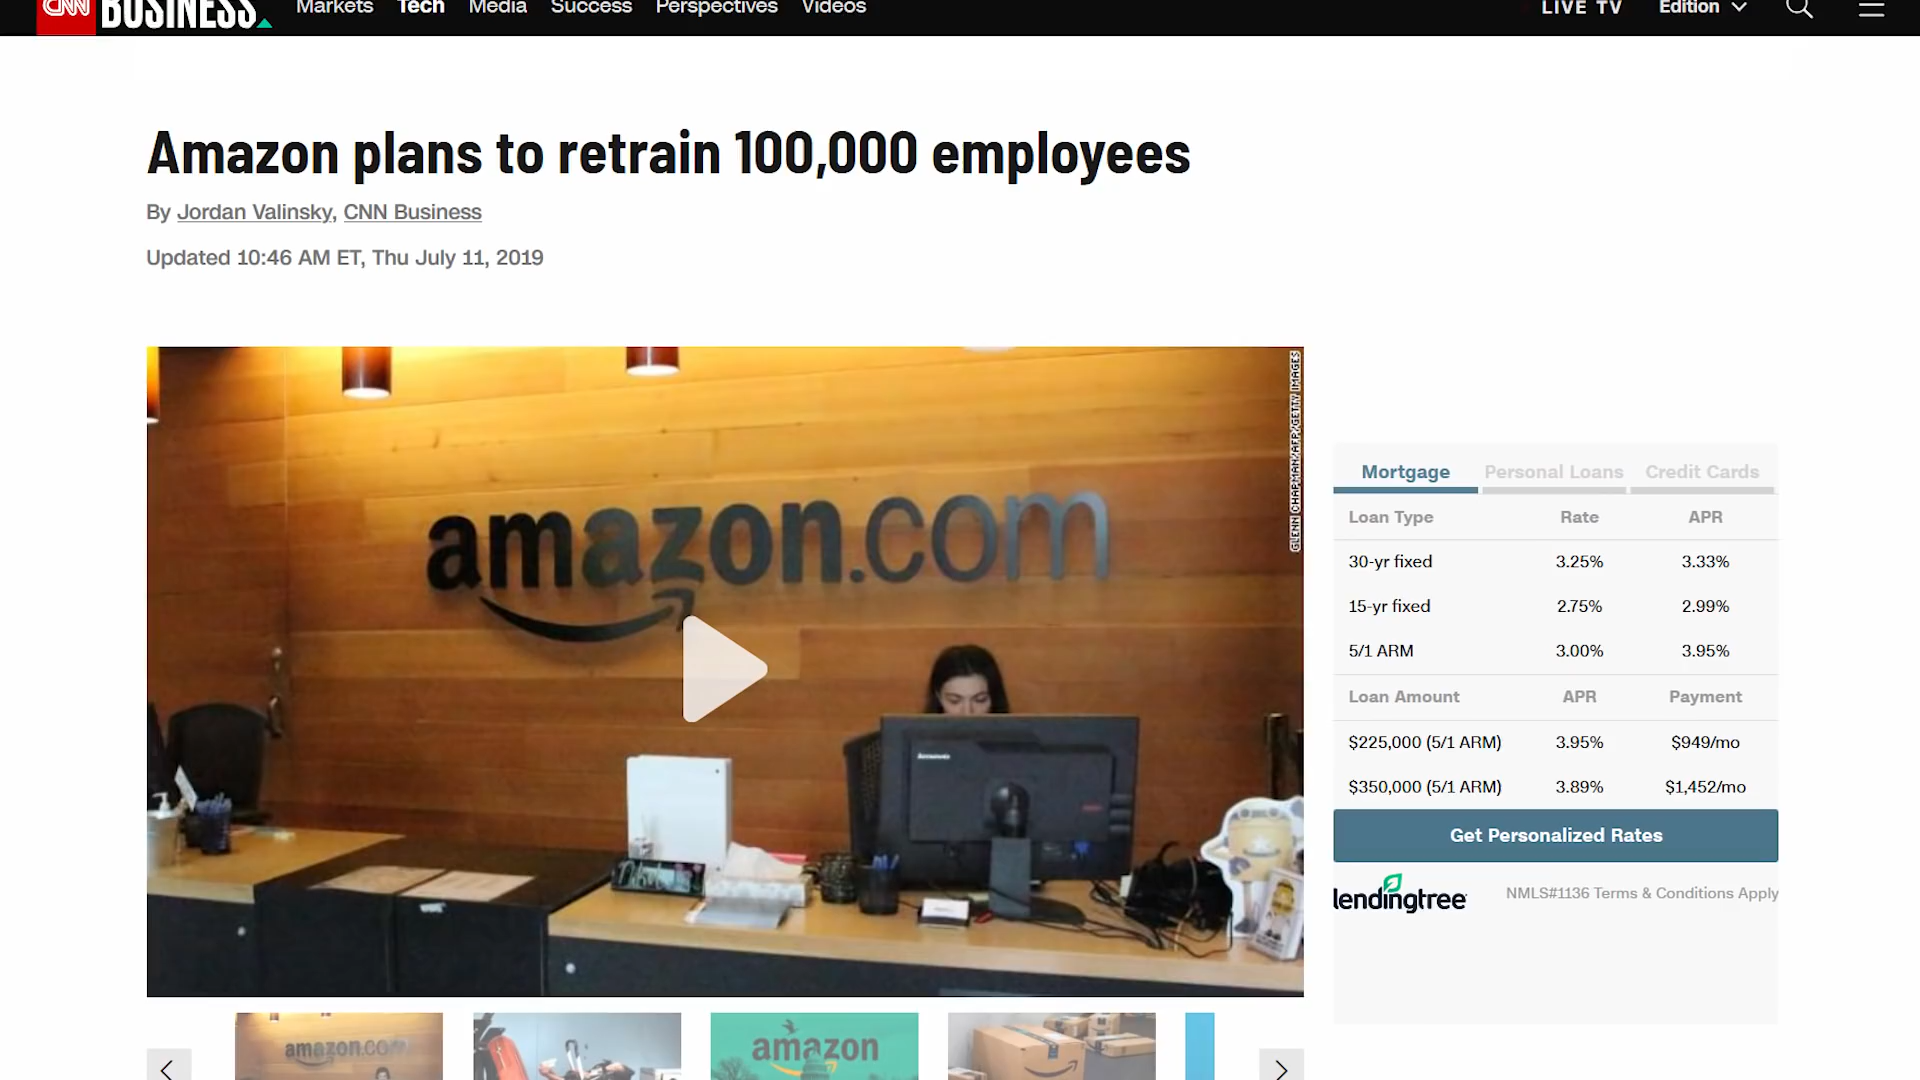 CNN BUSINESS
Markets Tech Media Success Perspectives Videos
LIVE TV Edition
Amazon plans to retrain 100,000 employees
By Jordan Valinsky, CNN Business
Updated 10:46 AM ET, Thu July 11, 2019
GLENN CHAPMAN/AFP/GETTY IMAGES
amazon.com
Lenovo
Mortgage Personal Loans Credit Cards
Loan Type Rate APR
30-yr fixed 3.25% 3.33%
15-yr fixed 2.75% 2.99%
5/1 ARM 3.00% 3.95%
Loan Amount APR Payment
$225,000 (5/1 ARM) 3.95% $949/mo
$350,000 (5/1 ARM) 3.89% $1,452/mo
Get Personalized Rates
lendingtree NMLS#1136 Terms & Conditions Apply
amazon.com
amazon